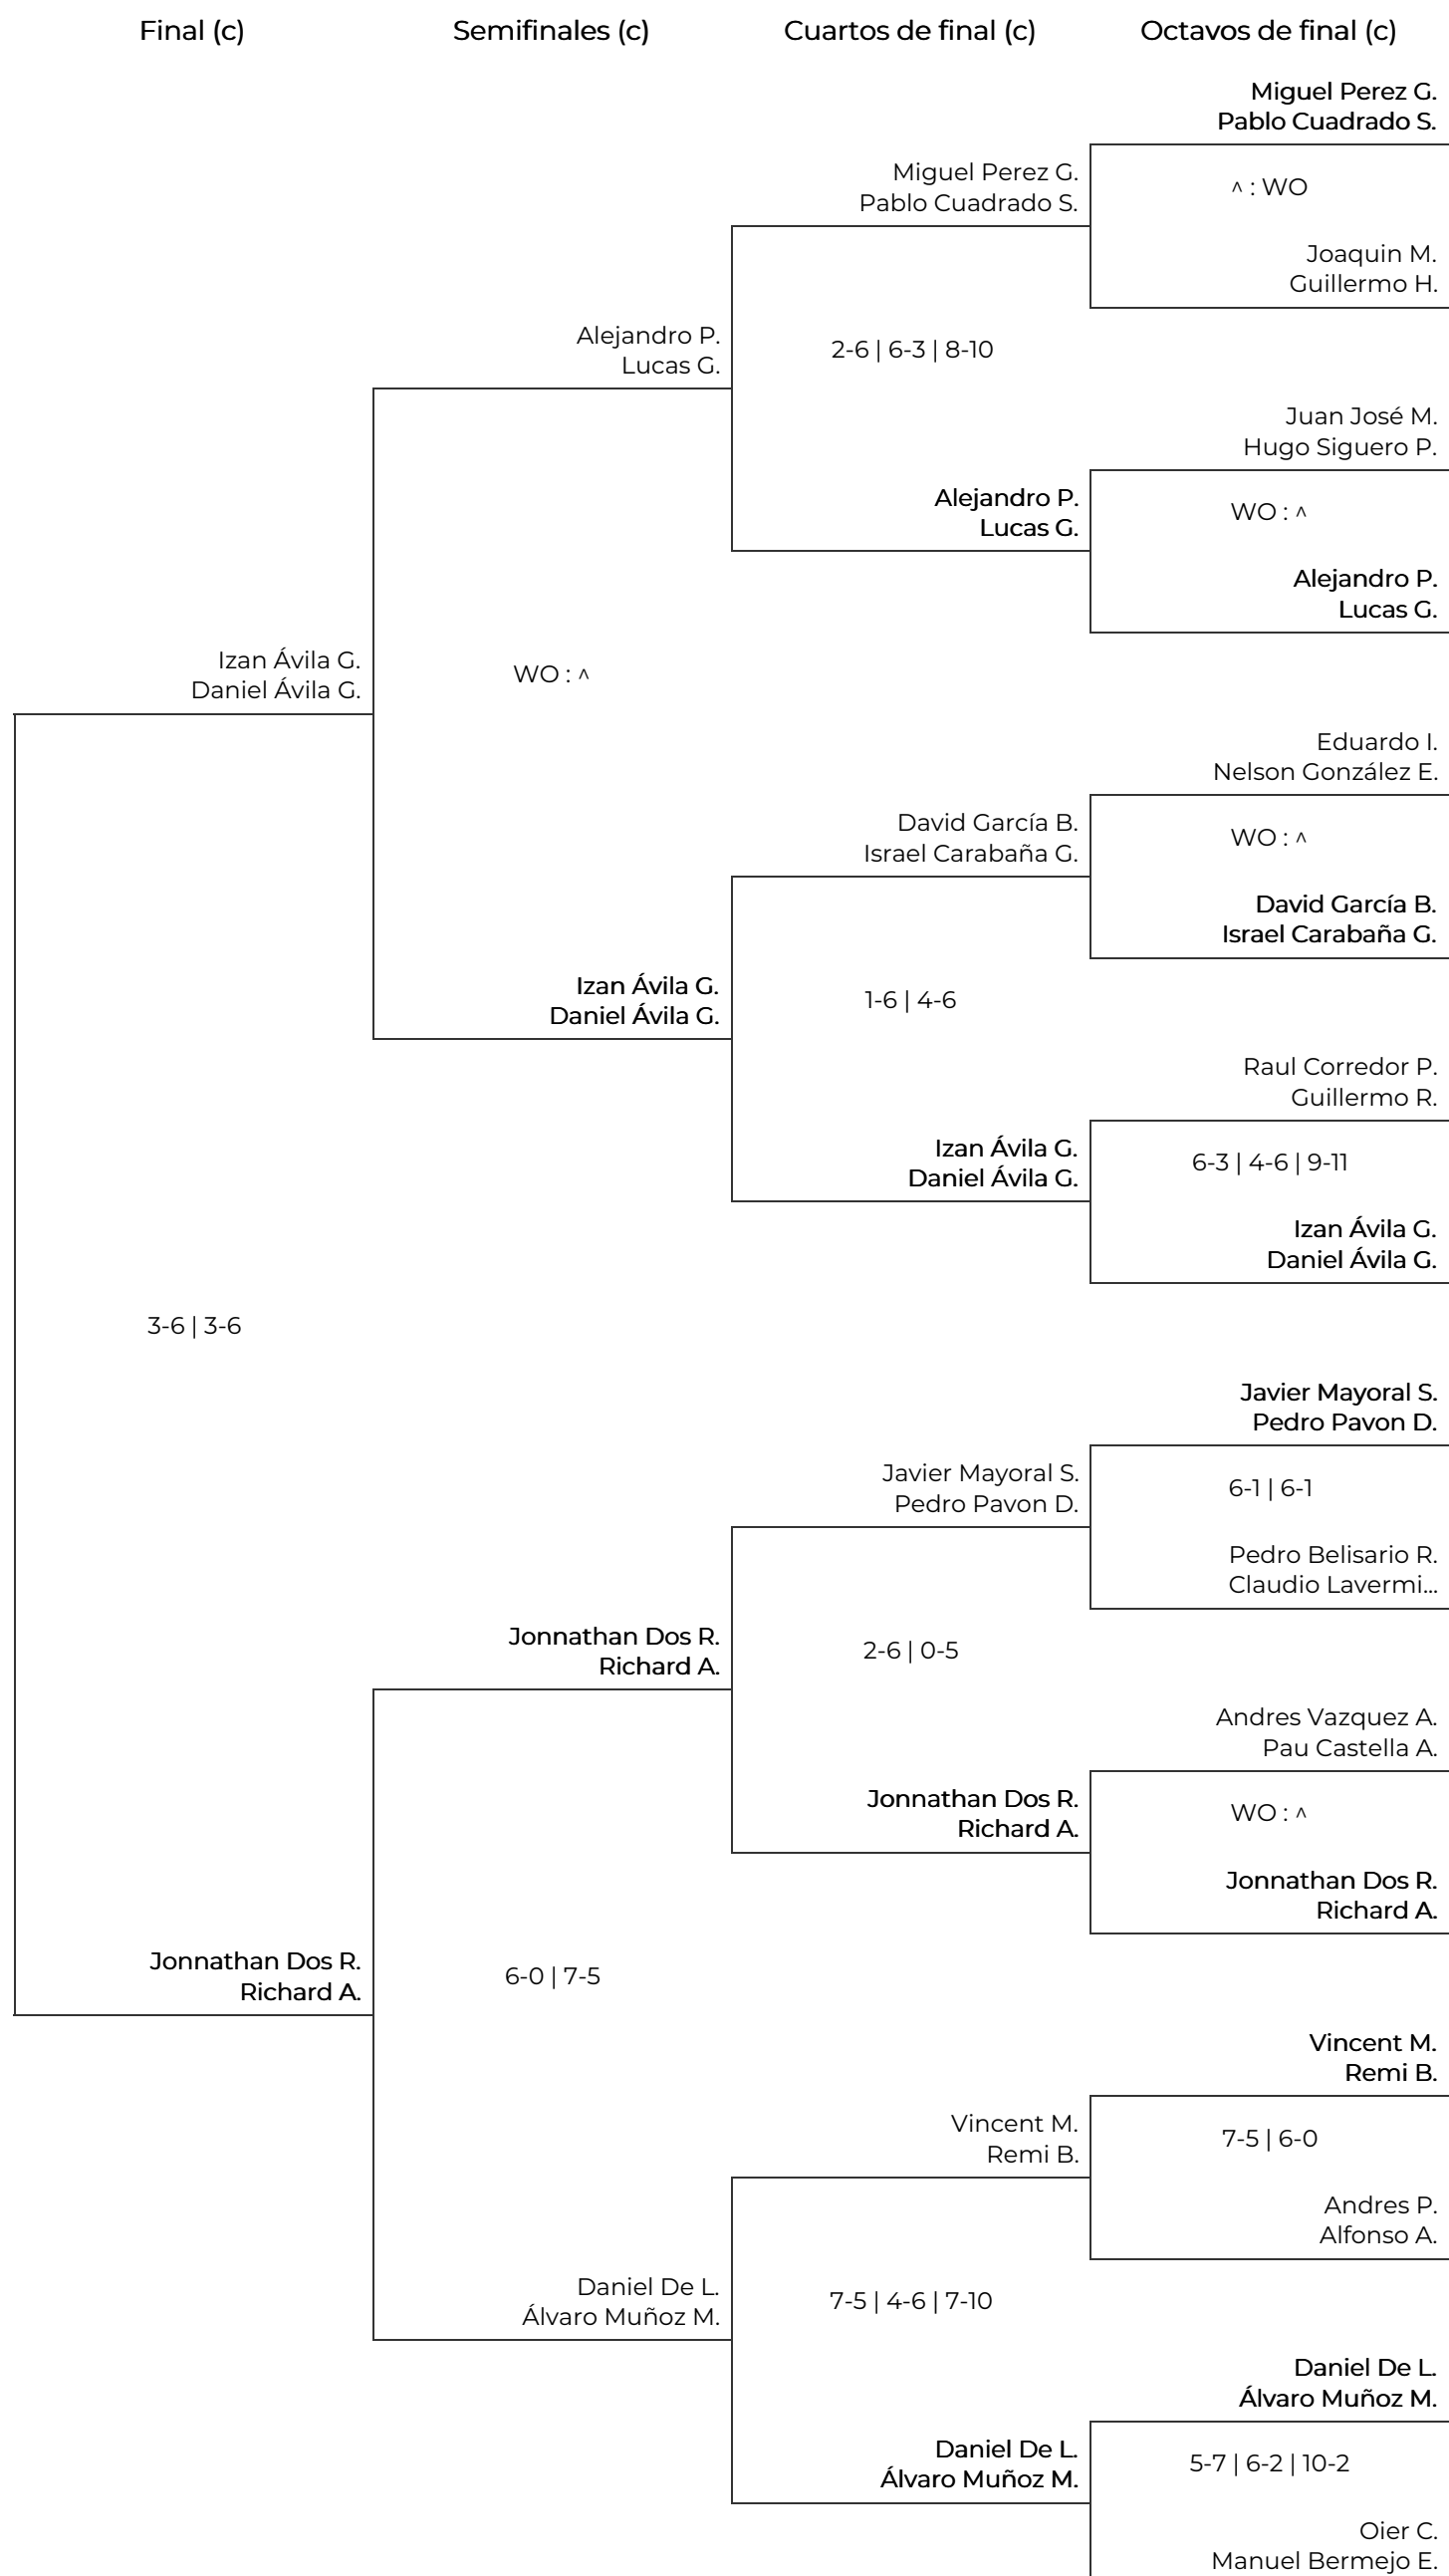 Final (c)
Semifinales (c)
Cuartos de final (c)
Octavos de final (c)
Miguel Perez G.
Pablo Cuadrado S.
Miguel Perez G.
Pablo Cuadrado S.
^ : WO
Joaquin M.
Guillermo H.
Alejandro P.
Lucas G.
2-6 | 6-3 | 8-10
Juan José M.
Hugo Siguero P.
Alejandro P.
Lucas G.
WO : ^
Alejandro P.
Lucas G.
Izan Ávila G.
Daniel Ávila G.
WO : ^
Eduardo I.
Nelson González E.
David García B.
Israel Carabaña G.
WO : ^
David García B.
Israel Carabaña G.
Izan Ávila G.
Daniel Ávila G.
1-6 | 4-6
Raul Corredor P.
Guillermo R.
Izan Ávila G.
Daniel Ávila G.
6-3 | 4-6 | 9-11
Izan Ávila G.
Daniel Ávila G.
3-6 | 3-6
Javier Mayoral S.
Pedro Pavon D.
Javier Mayoral S.
Pedro Pavon D.
6-1 | 6-1
Pedro Belisario R.
Claudio Lavermi...
Jonnathan Dos R.
Richard A.
2-6 | 0-5
Andres Vazquez A.
Pau Castella A.
Jonnathan Dos R.
Richard A.
WO : ^
Jonnathan Dos R.
Richard A.
Jonnathan Dos R.
Richard A.
6-0 | 7-5
Vincent M.
Remi B.
Vincent M.
Remi B.
7-5 | 6-0
Andres P.
Alfonso A.
Daniel De L.
Álvaro Muñoz M.
7-5 | 4-6 | 7-10
Daniel De L.
Álvaro Muñoz M.
Daniel De L.
Álvaro Muñoz M.
5-7 | 6-2 | 10-2
Oier C.
Manuel Bermejo E.